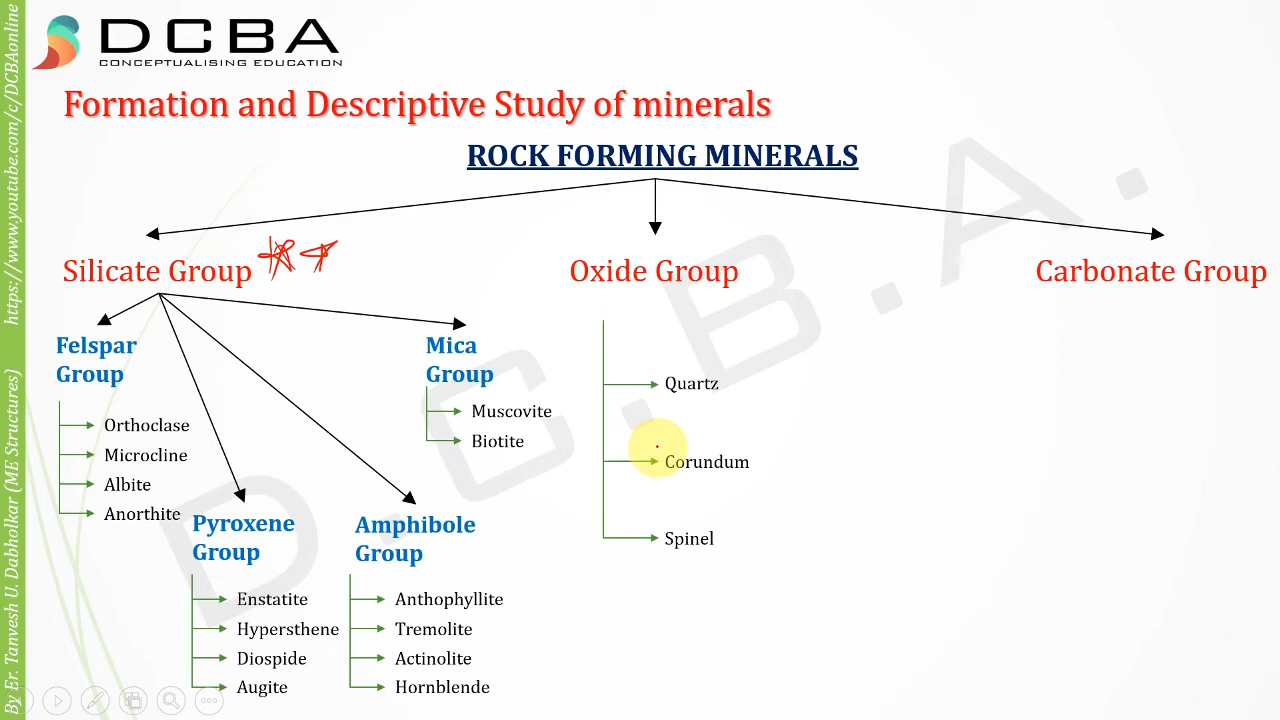 DCBA
CONCEPTUALISING EDUCATION
Formation and Descriptive Study of minerals
ROCK FORMING MINERALS
Silicate Group
Oxide Group
Carbonate Group
Felspar
Group
Orthoclase
Microcline
Albite
Anorthite
Pyroxene
Group
Enstatite
Hypersthene
Diospide
Augite
Amphibole
Group
Anthophyllite
Tremolite
Actinolite
Hornblende
Mica
Group
Muscovite
Biotite
Quartz
Corundum
Spinel
D.C.B.A.
By Er. Tanvesh U. Dabholkar (ME Structures) https://www.youtube.com/c/DCBAonline